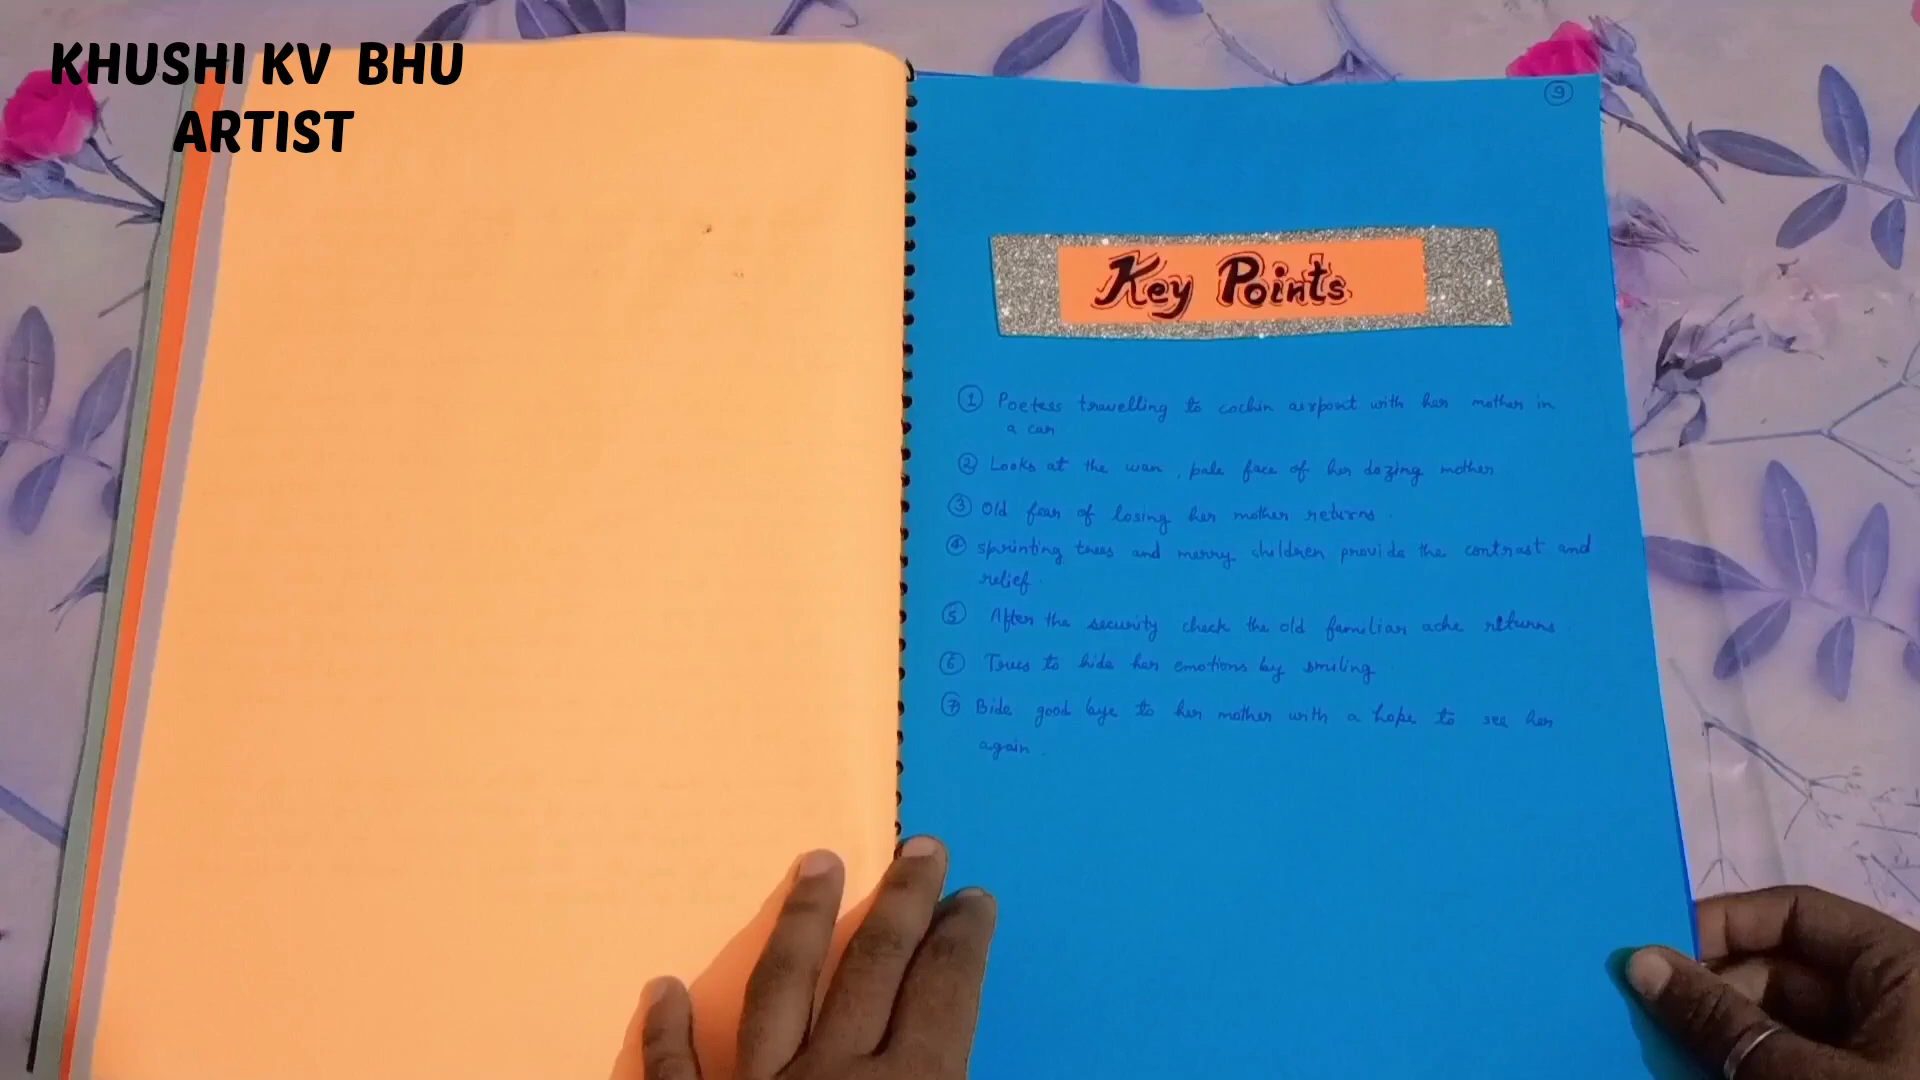 KHUSHI KV BHU
ARTIST
9
Key Points
1 Poetess travelling to cochin airport with her mother in
a car
2 Looks at the wan, pale face of her dozing mother
3 Old fear of losing her mother returns.
4 sprinting trees and merry children provide the contrast and
relief.
5 After the security check the old familiar ache returns
6 Tries to hide her emotions by smiling
7 Bide good bye to her mother with a hope to see her
again.